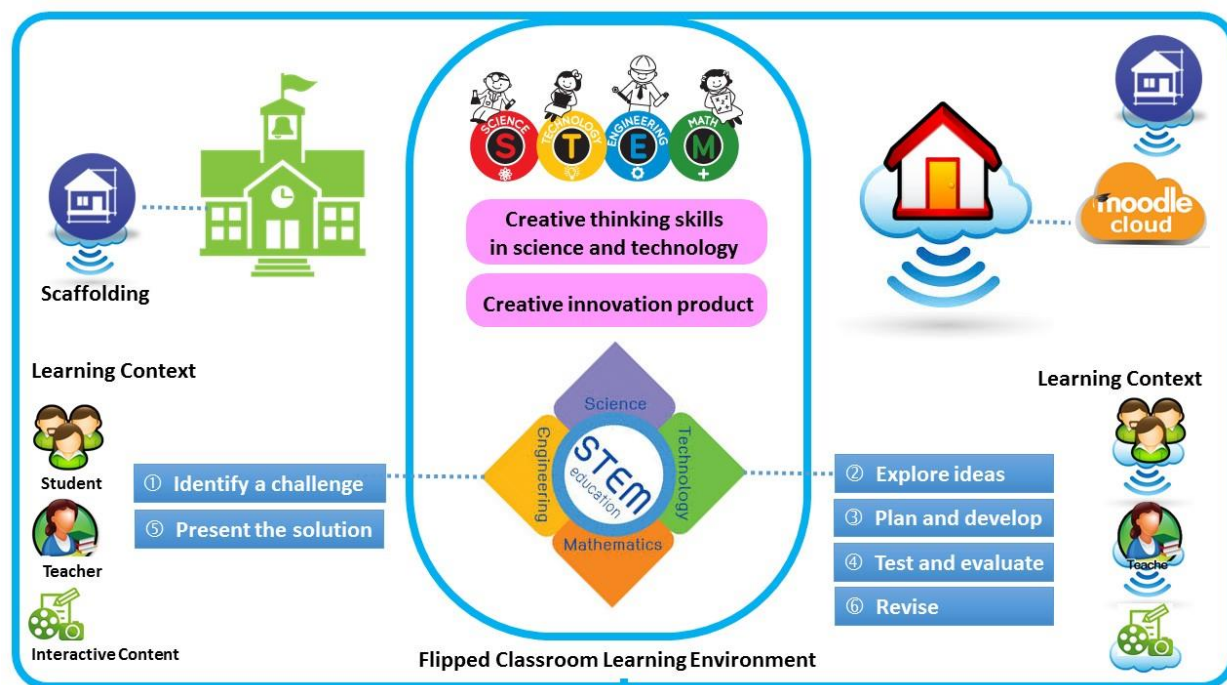 SCIENCE
TECHNOLOGY
ENGINEERING
MATH
S
T
E
M
Creative thinking skills
in science and technology
Creative innovation product
moodle
cloud
Scaffolding
Learning Context
Student
Teacher
Interactive Content
① Identify a challenge
⑤ Present the solution
Science
Engineering
Technology
STEM
education
Mathematics
Learning Context
② Explore ideas
③ Plan and develop
④ Test and evaluate
⑥ Revise
Teache
Flipped Classroom Learning Environment